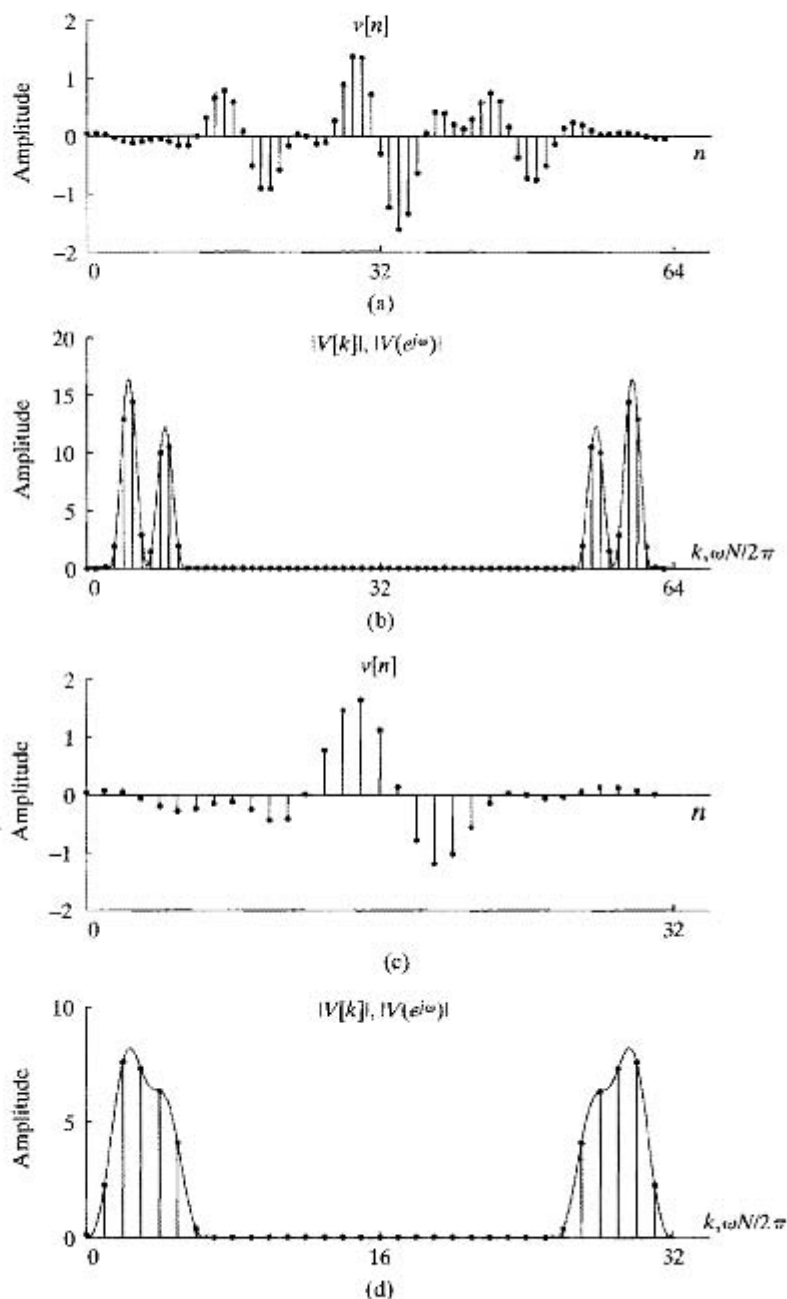 v[n]
2
1
0
−1
−2
Amplitude
n
0 32 64
(a)
|V[k]|, |V(e^{jω})|
20
15
10
5
0
Amplitude
k, ωN/2π
0 32 64
(b)
v[n]
2
1
0
−1
−2
Amplitude
n
0 32
(c)
|V[k]|, |V(e^{jω})|
10
5
0
Amplitude
k, ωN/2π
0 16 32
(d)